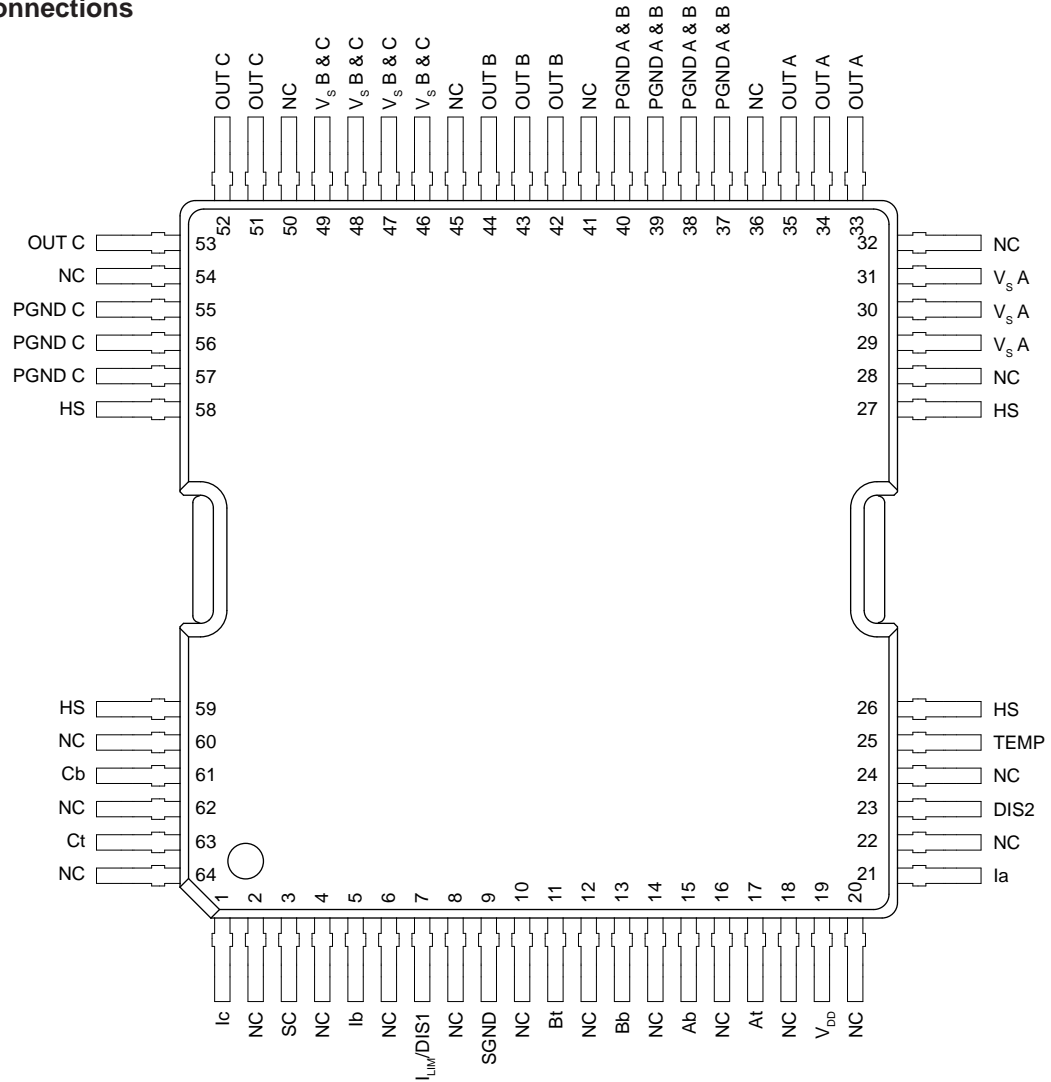 onnections
OUT C
OUT C
NC
VS B & C
VS B & C
VS B & C
VS B & C
NC
OUT B
OUT B
OUT B
NC
PGND A & B
PGND A & B
PGND A & B
PGND A & B
NC
OUT A
OUT A
OUT A
52
51
50
49
48
47
46
45
44
43
42
41
40
39
38
37
36
35
34
33
OUT C 53
NC 54
PGND C 55
PGND C 56
PGND C 57
HS 58
32 NC
31 VS A
30 VS A
29 VS A
28 NC
27 HS
HS 59
NC 60
Cb 61
NC 62
Ct 63
NC 64
26 HS
25 TEMP
24 NC
23 DIS2
22 NC
21 Ia
1
2
3
4
5
6
7
8
9
10
11
12
13
14
15
16
17
18
19
20
Ic
NC
SC
NC
Ib
NC
ILIM/DIS1
NC
SGND
NC
Bt
NC
Bb
NC
Ab
NC
At
NC
VDD
NC